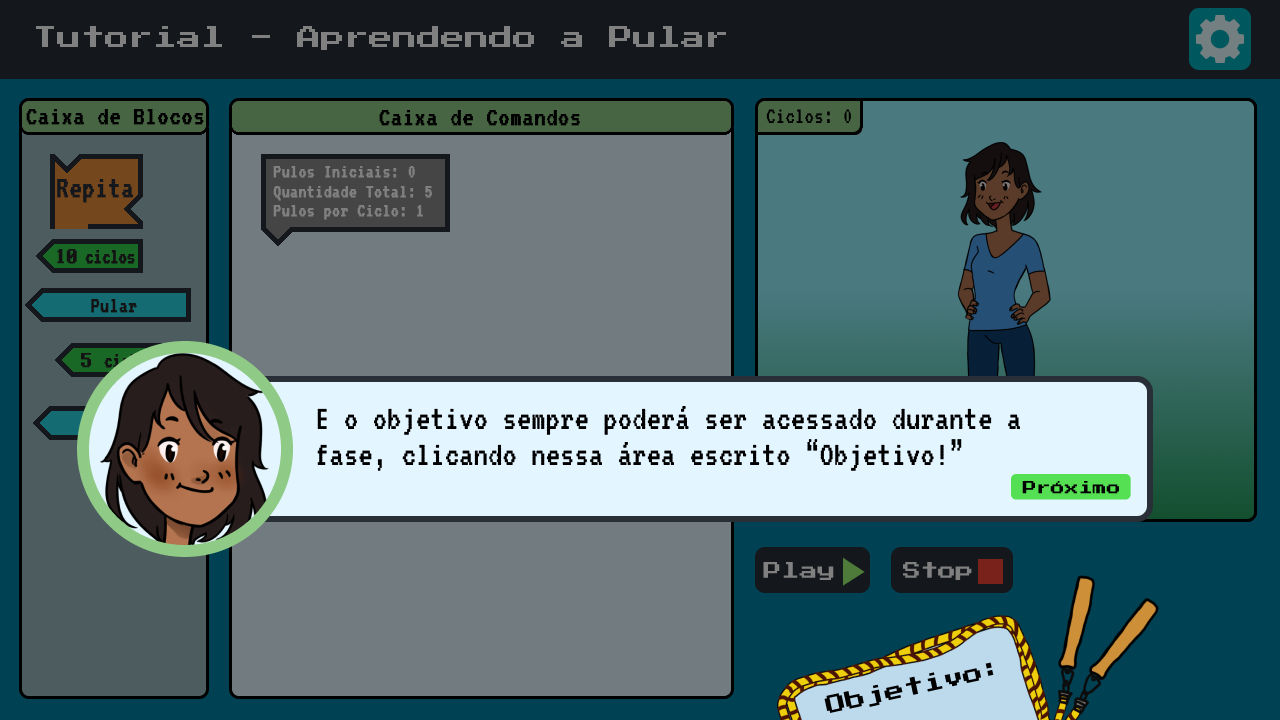 Tutorial - Aprendendo a Pular
Caixa de Blocos
Repita
10 ciclos
Pular
5
Caixa de Comandos
Pulos Iniciais: 0
Quantidade Total: 5
Pulos por Ciclo: 1
Ciclos: 0
E o objetivo sempre poderá ser acessado durante a
fase, clicando nessa área escrito “Objetivo!”
Próximo
Play
Stop
Objetivo: